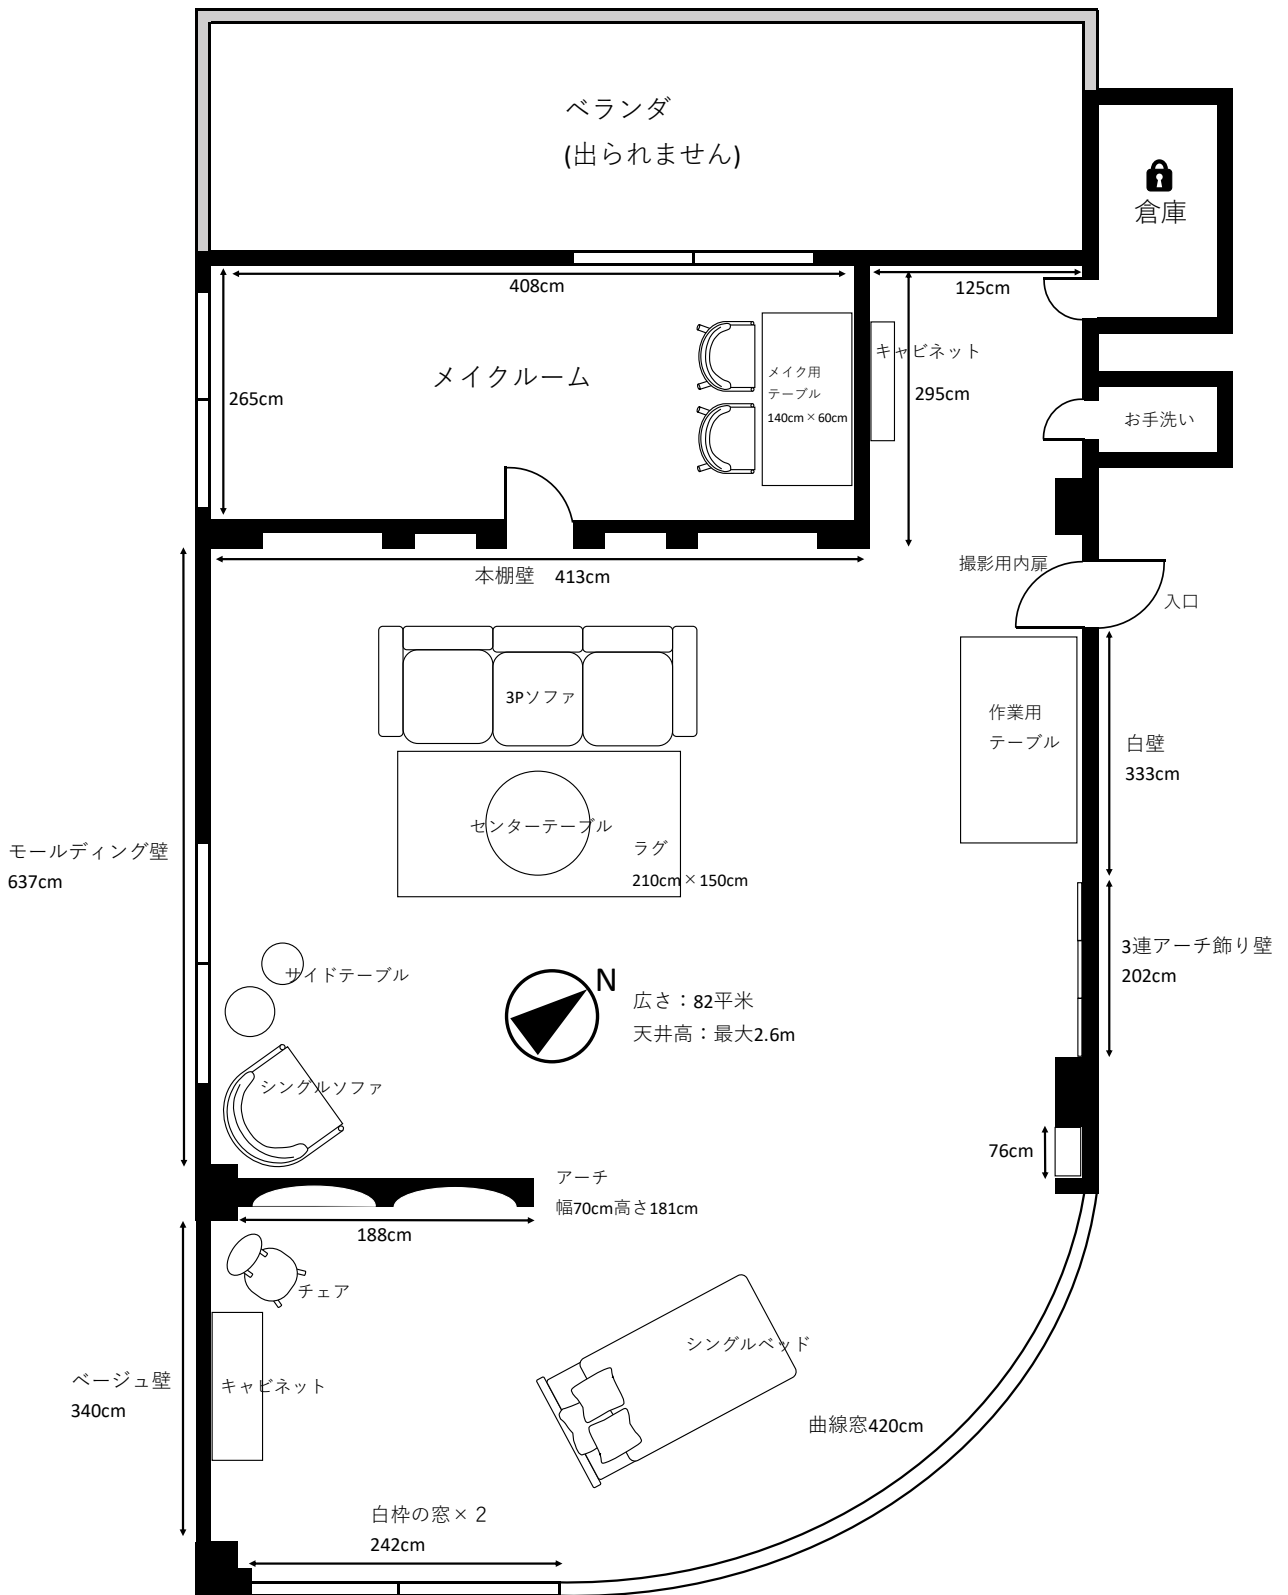 ベランダ
(出られません)
倉庫
408cm
125cm
キャビネット
メイクルーム
メイク用
テーブル
140cm×60cm
265cm
295cm
お手洗い
撮影用内扉
本棚壁 413cm
入口
3Pソファ
作業用
テーブル
白壁
333cm
センターテーブル
ラグ
210cm×150cm
モールディング壁
637cm
3連アーチ飾り壁
202cm
サイドテーブル
N
広さ：82平米
天井高：最大2.6m
シングルソファ
76cm
アーチ
幅70cm高さ181cm
188cm
チェア
シングルベッド
ベージュ壁
340cm
キャビネット
曲線窓420cm
白枠の窓×２
242cm